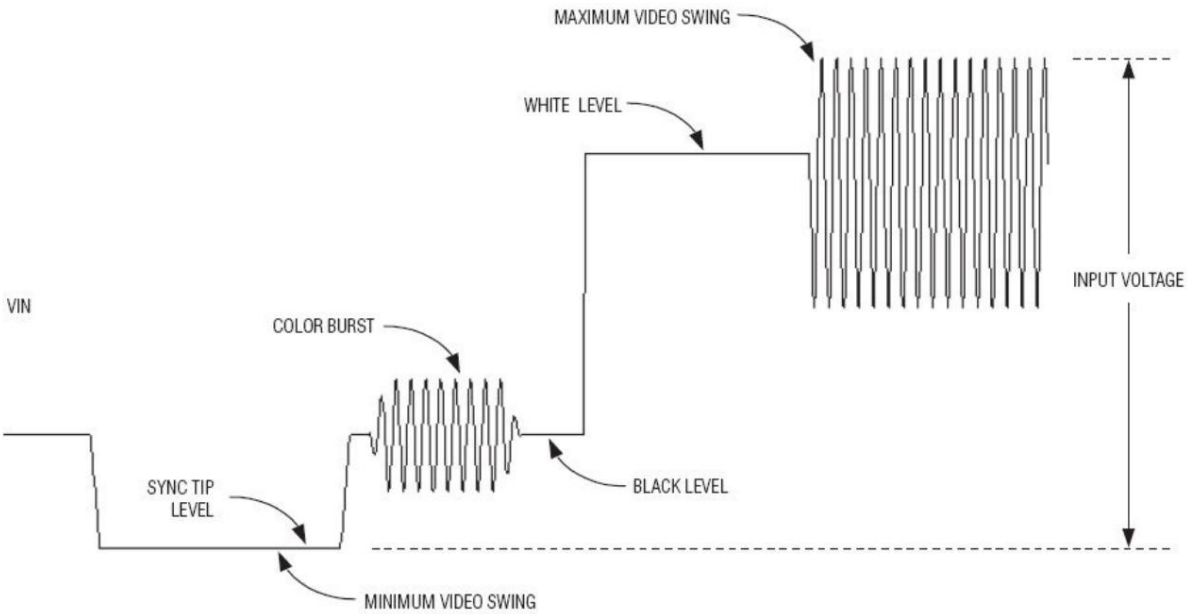 MAXIMUM VIDEO SWING
WHITE LEVEL
INPUT VOLTAGE
VIN
COLOR BURST
SYNC TIP
LEVEL
BLACK LEVEL
MINIMUM VIDEO SWING